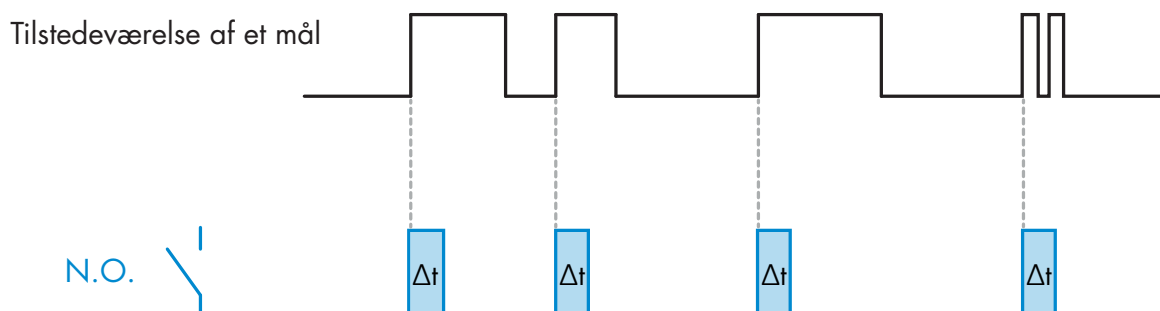 Tilstedeværelse af et mål
N.O. Δt Δt Δt Δt